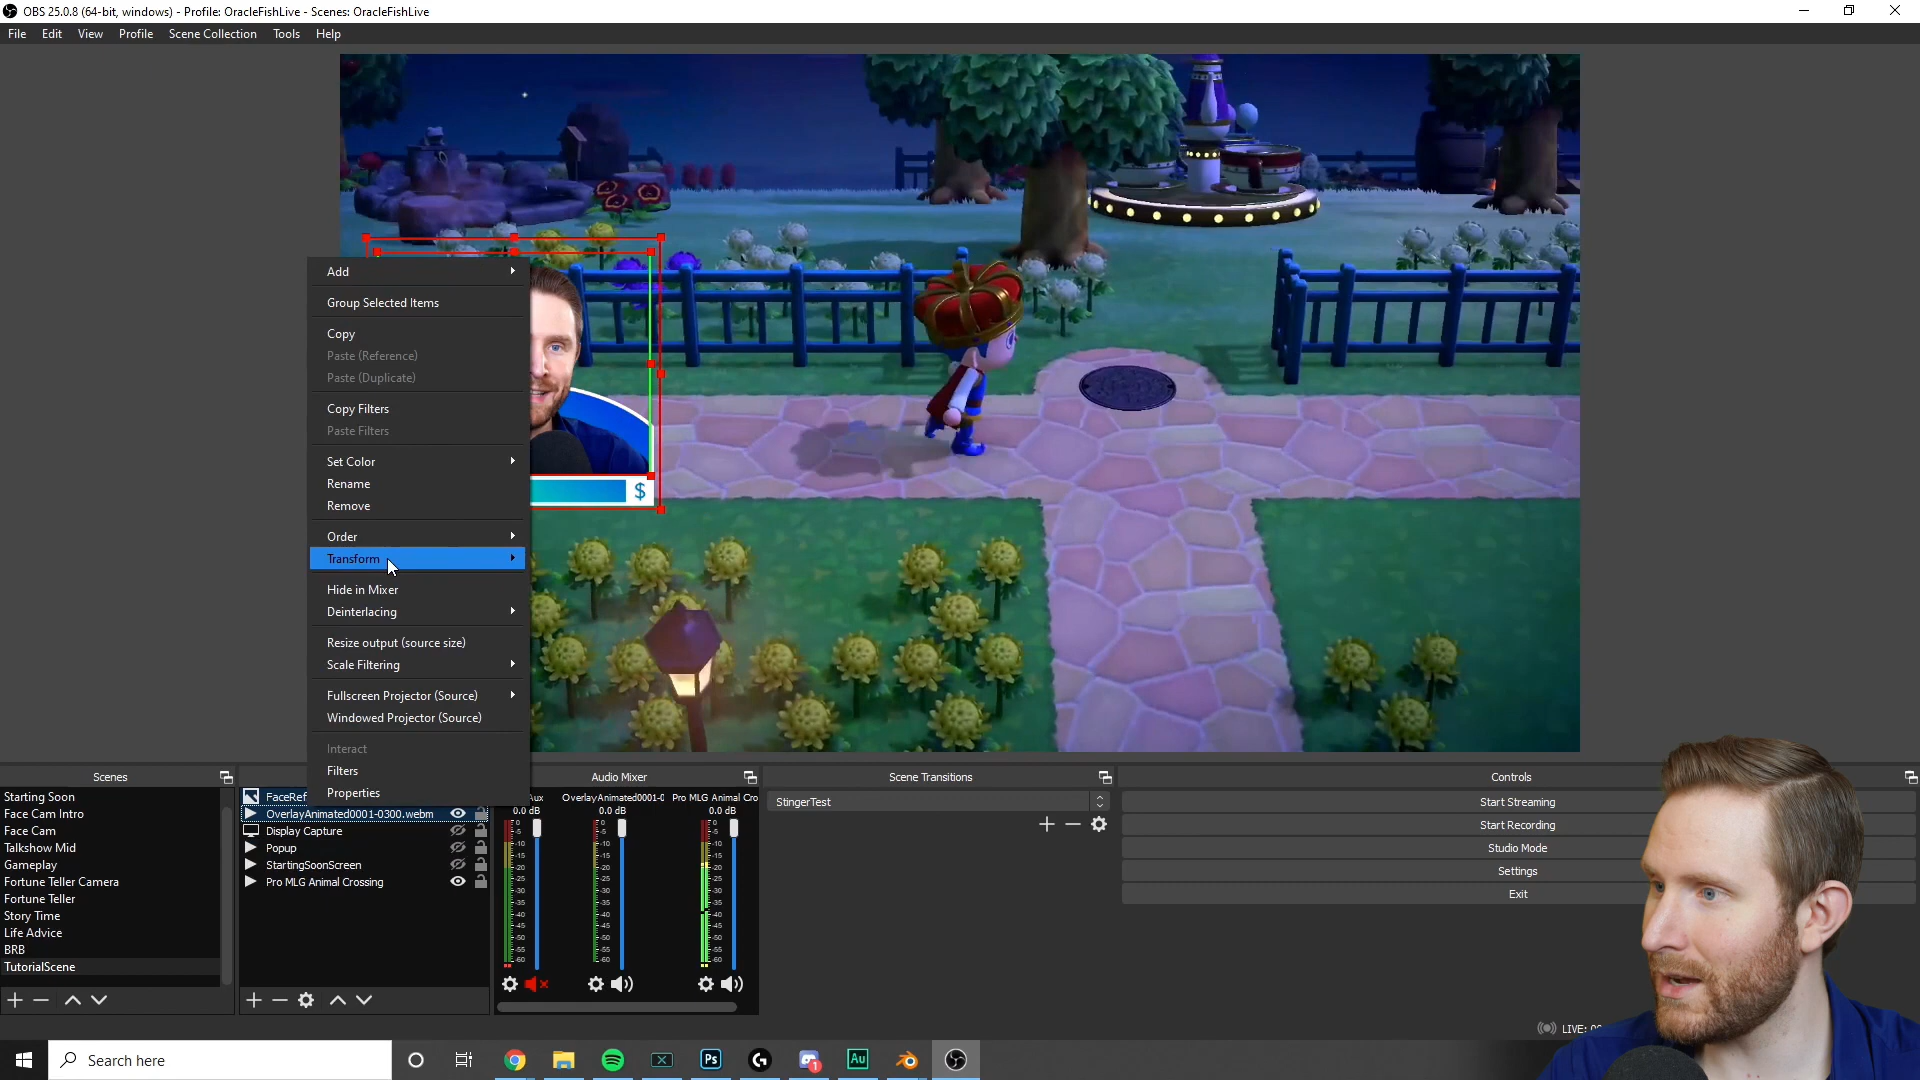 OBS 25.0.8 (64-bit, windows) - Profile: OracleFishLive - Scenes: OracleFishLive
File Edit View Profile Scene Collection Tools Help
Add
Group Selected Items
Copy
Paste (Reference)
Paste (Duplicate)
Copy Filters
Paste Filters
Set Color
Rename
Remove
Order
Transform
Hide in Mixer
Deinterlacing
Resize output (source size)
Scale Filtering
Fullscreen Projector (Source)
Windowed Projector (Source)
Interact
Filters
Properties
$
Scenes
Starting Soon
Face Cam Intro
Face Cam
Talkshow Mid
Gameplay
Fortune Teller Camera
Fortune Teller
Story Time
Life Advice
BRB
TutorialScene
FaceRef
OverlayAnimated0001-0300.webm
Display Capture
Popup
StartingSoonScreen
Pro MLG Animal Crossing
Audio Mixer
OverlayAnimated0001-0 Pro MLG Animal Cro
0.0 dB 0.0 dB 0.0 dB
Scene Transitions
StingerTest
Controls
Start Streaming
Start Recording
Studio Mode
Settings
Exit
LIVE:
Search here
Ps
Au
1